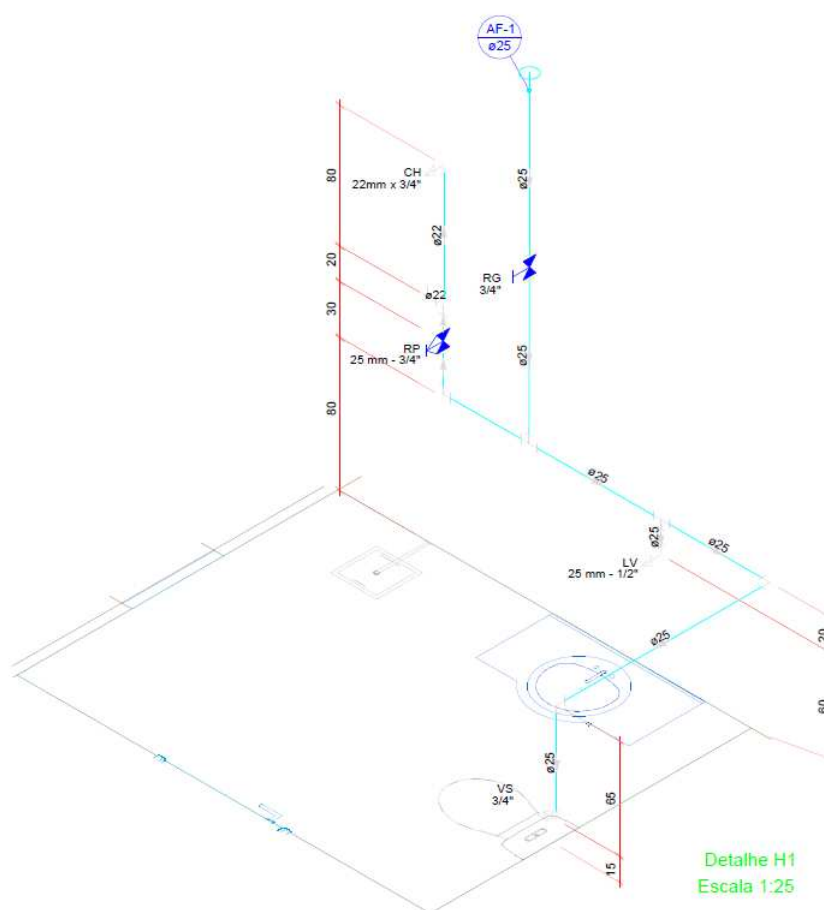 AF-1
ø25
80
CH
22mm x 3/4"
ø25
ø22
20
RG
3/4"
ø22
30
RP
25 mm - 3/4"
ø25
80
ø25
ø25
ø25
LV
25 mm - 1/2"
20
ø25
60
ø25
VS
3/4"
65
15
Detalhe H1
Escala 1:25